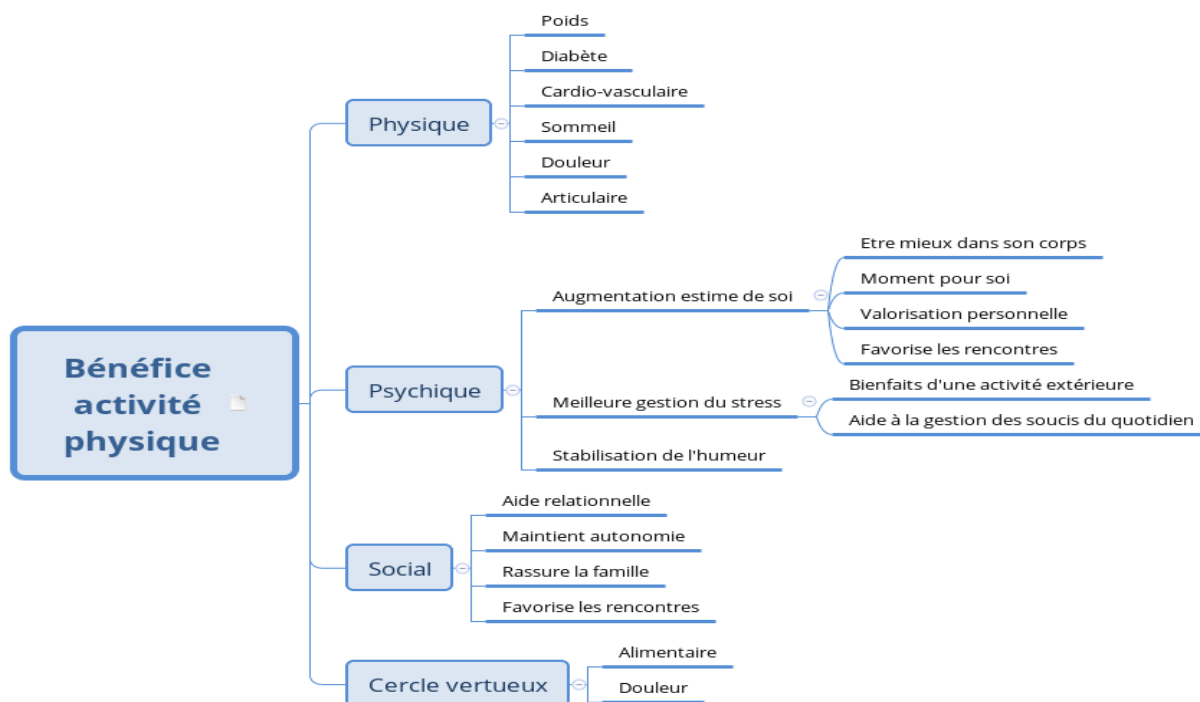 Poids
Diabète
Cardio-vasculaire
Physique
Sommeil
Douleur
Articulaire
Etre mieux dans son corps
Moment pour soi
Augmentation estime de soi
Valorisation personnelle
Favorise les rencontres
Bénéfice
activité
physique
Psychique
Bienfaits d'une activité extérieure
Meilleure gestion du stress
Aide à la gestion des soucis du quotidien
Stabilisation de l'humeur
Aide relationnelle
Maintient autonomie
Social
Rassure la famille
Favorise les rencontres
Alimentaire
Cercle vertueux
Douleur